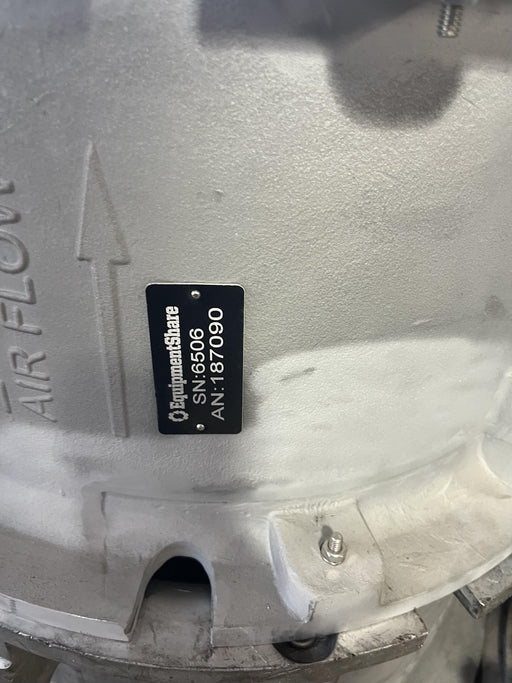 AIR FLOW
EquipmentShare
SN:6506
AN:187090